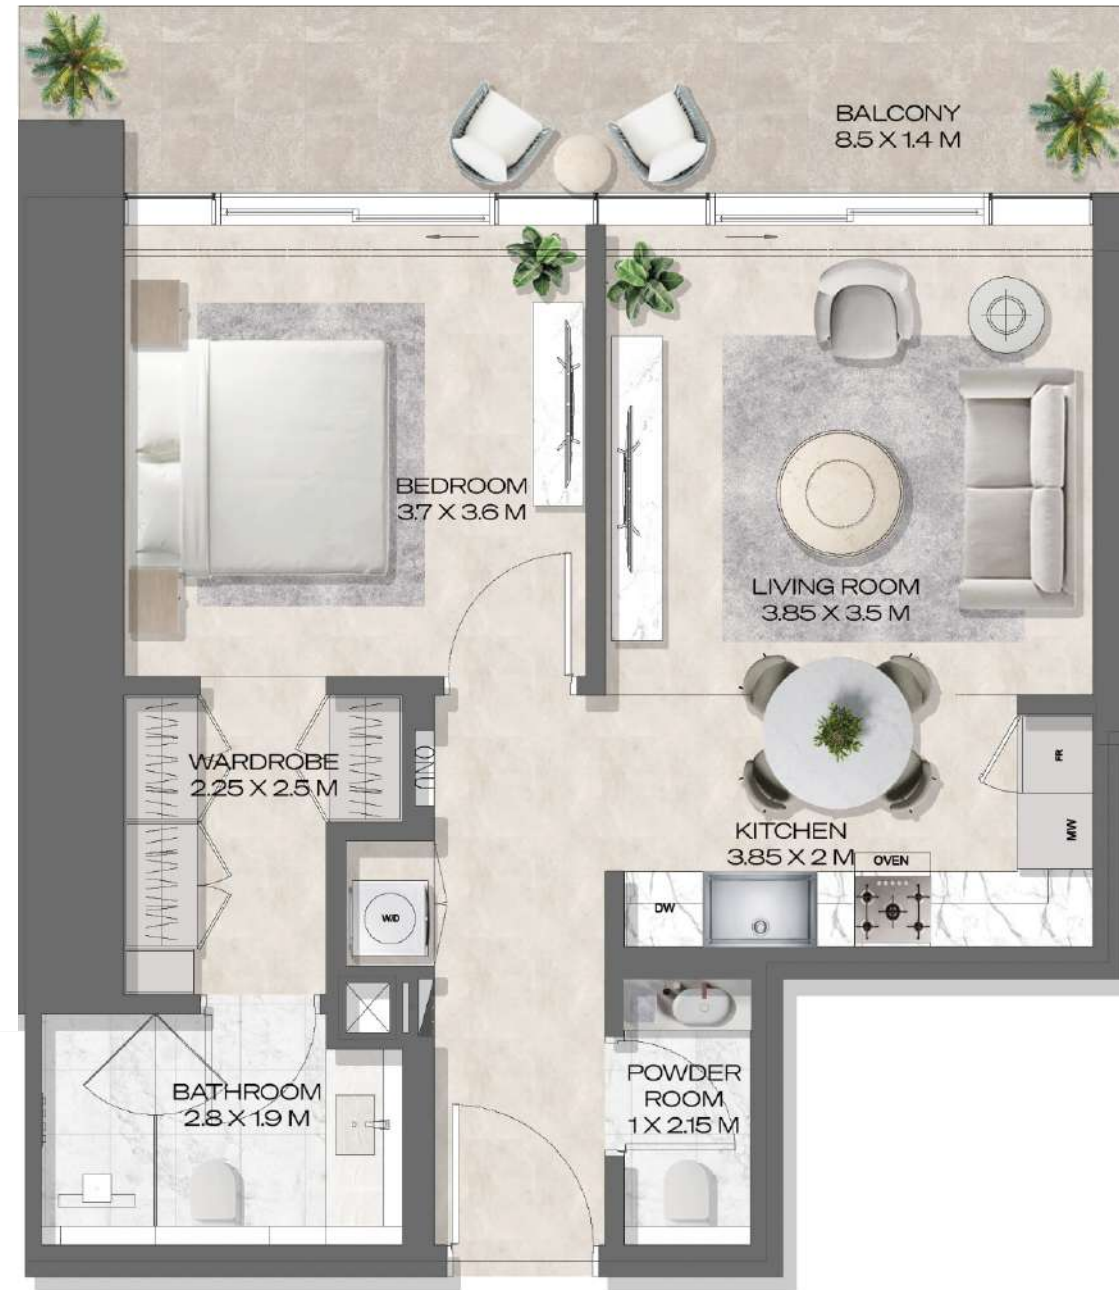 BALCONY
8.5 X 1.4 M
BEDROOM
3.7 X 3.6 M
LIVING ROOM
3.85 X 3.5 M
WARDROBE
2.25 X 2.5 M
FR
MW
KITCHEN
3.85 X 2 M
OVEN
DW
W/D
POWDER
ROOM
1 X 2.15 M
BATHROOM
2.8 X 1.9 M